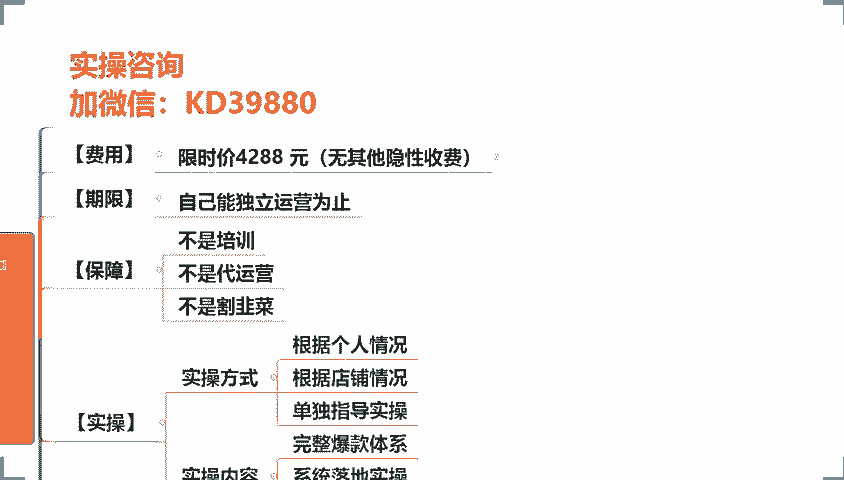 实操咨询
加微信：KD39880
【费用】
限时价4288 元（无其他隐性收费）
【期限】
自己能独立运营为止
【保障】
不是培训
不是代运营
不是割韭菜
【实操】
实操方式
根据个人情况
根据店铺情况
单独指导实操
实操内容
完整爆款体系
系统落地实操